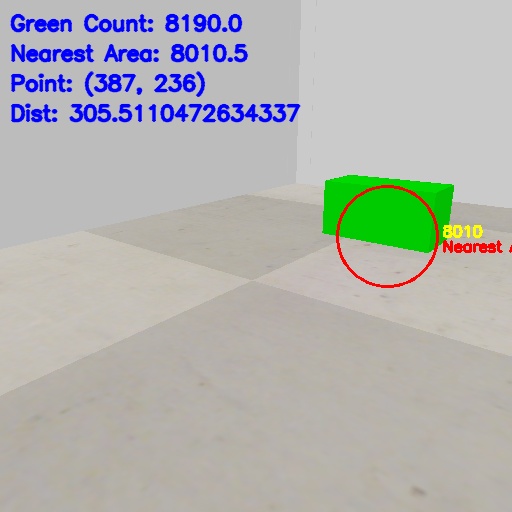 Green Count: 8190.0
Nearest Area: 8010.5
Point: (387, 236)
Dist: 305.5110472634337
8010
Nearest